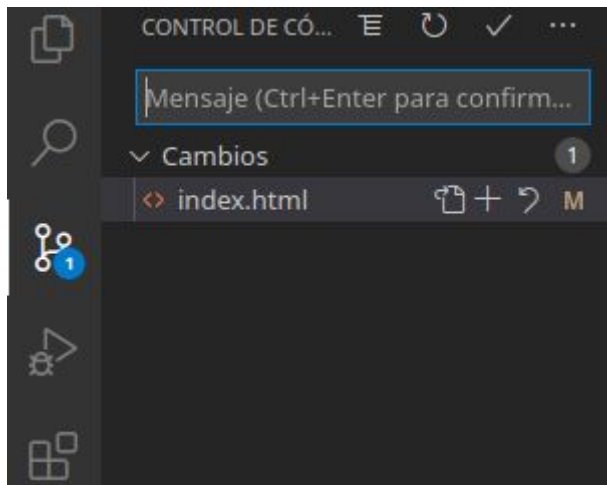 CONTROL DE CÓ...
Mensaje (Ctrl+Enter para confirm...
Cambios 1
<> index.html M
1